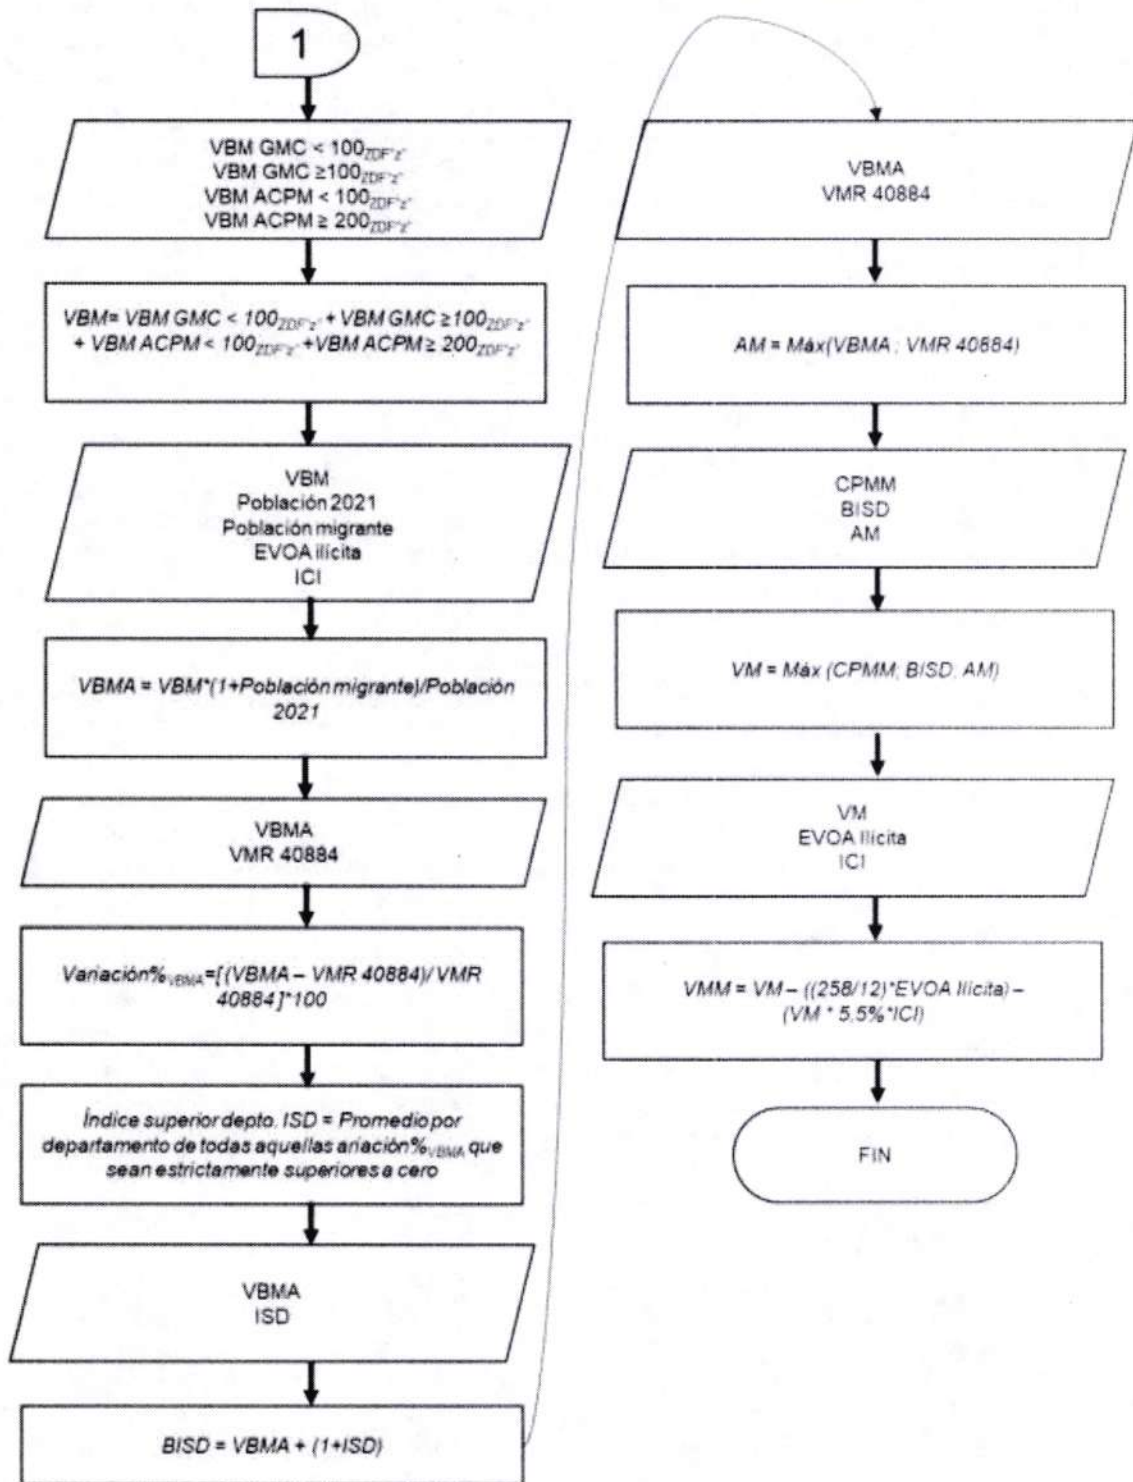 1
VBM GMC < 100ZDF"z"
VBM GMC ≥100ZDF"z"
VBM ACPM < 100ZDF"z"
VBM ACPM ≥ 200ZDF"z"
VBM= VBM GMC < 100ZDF"z" + VBM GMC ≥100ZDF"z"
+ VBM ACPM < 100ZDF"z" +VBM ACPM ≥ 200ZDF"z"
VBM
Población 2021
Población migrante
EVOA ilícita
ICI
VBMA = VBM*(1+Población migrante)/Población
2021
VBMA
VMR 40884
Variación%VBMA=[(VBMA – VMR 40884)/ VMR
40884]*100
Índice superior depto. ISD = Promedio por
departamento de todas aquellas ariación%VBMA que
sean estrictamente superiores a cero
VBMA
ISD
BISD = VBMA + (1+ISD)
VBMA
VMR 40884
AM = Máx(VBMA ; VMR 40884)
CPMM
BISD
AM
VM = Máx (CPMM; BISD; AM)
VM
EVOA Ilícita
ICI
VMM = VM – ((258/12)*EVOA Ilícita) –
(VM * 5,5%*ICI)
FIN